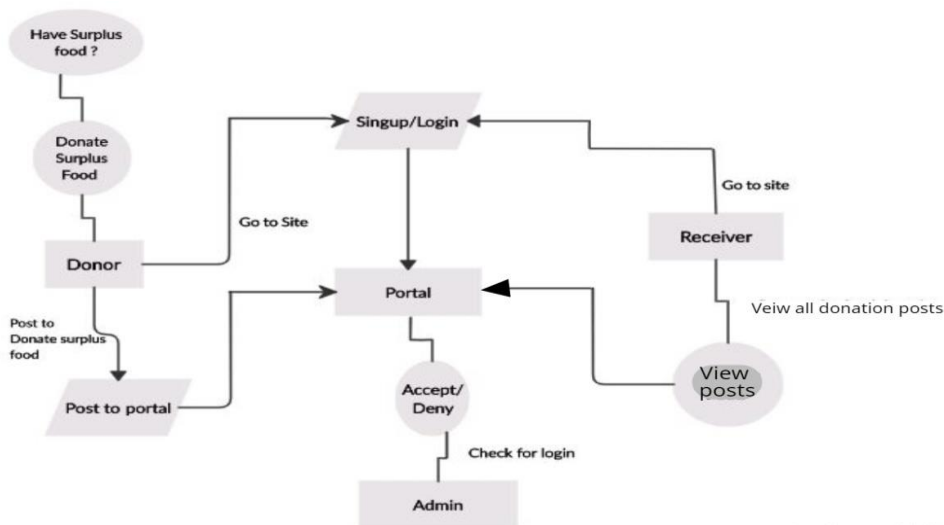 Have Surplus
food ?
Donate
Surplus
Food
Singup/Login
Go to site
Go to Site
Receiver
Donor
Portal
Veiw all donation posts
Post to
Donate surplus
food
View
posts
Post to portal
Accept/
Deny
Check for login
Admin